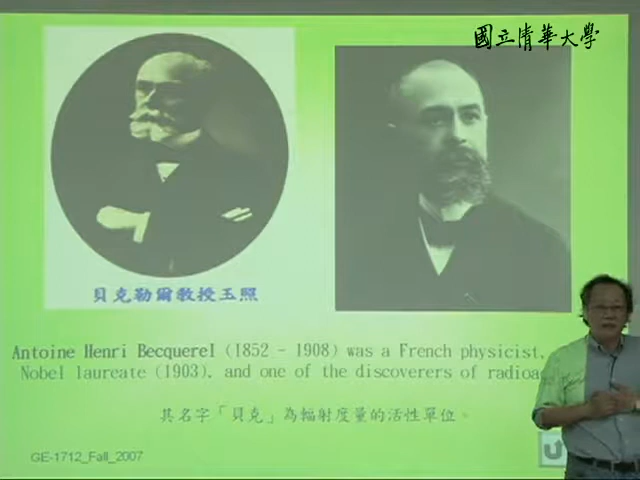 國立清華大學
貝克勒爾教授玉照
Antoine Henri Becquerel (1852 - 1908) was a French physicist,
Nobel laureate (1903), and one of the discoverers of
其名字「貝克」為輻射度量的活性單位。
GE-1712_Fall_2007